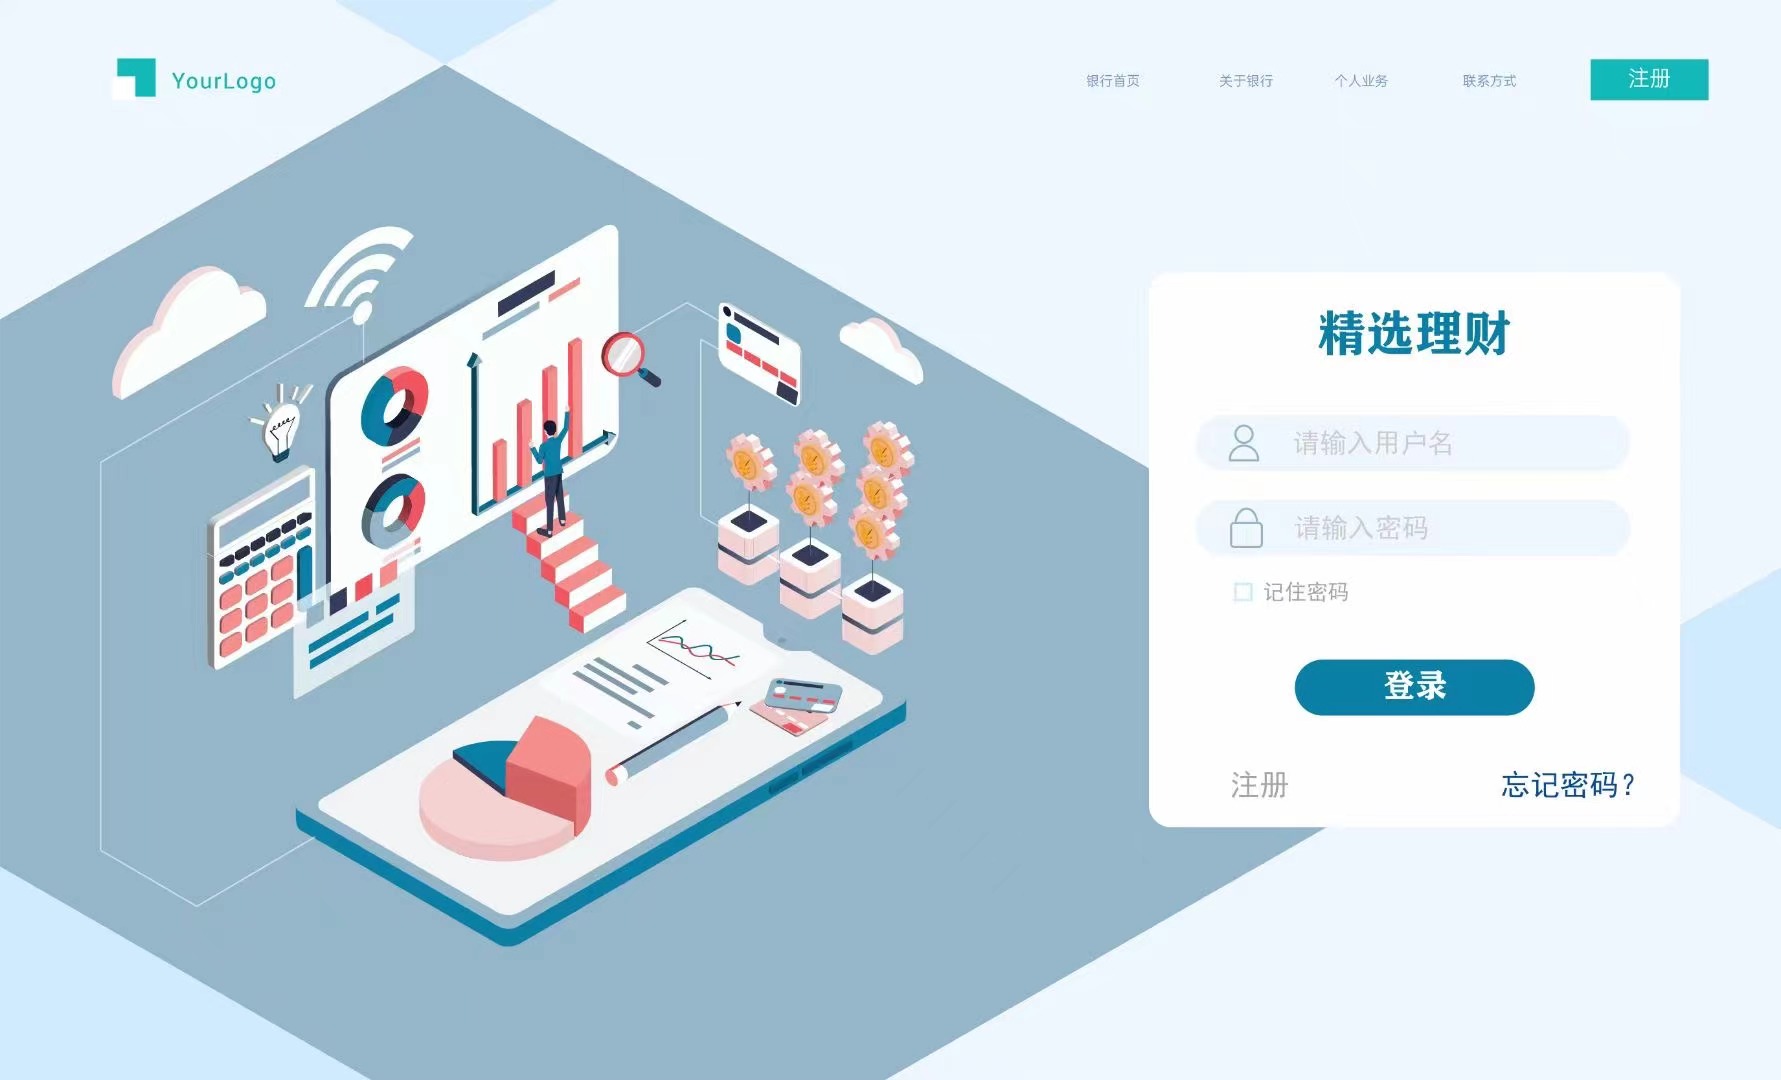 YourLogo
银行首页
关于银行
个人业务
联系方式
注册
精选理财
请输入用户名
请输入密码
记住密码
登录
注册
忘记密码？